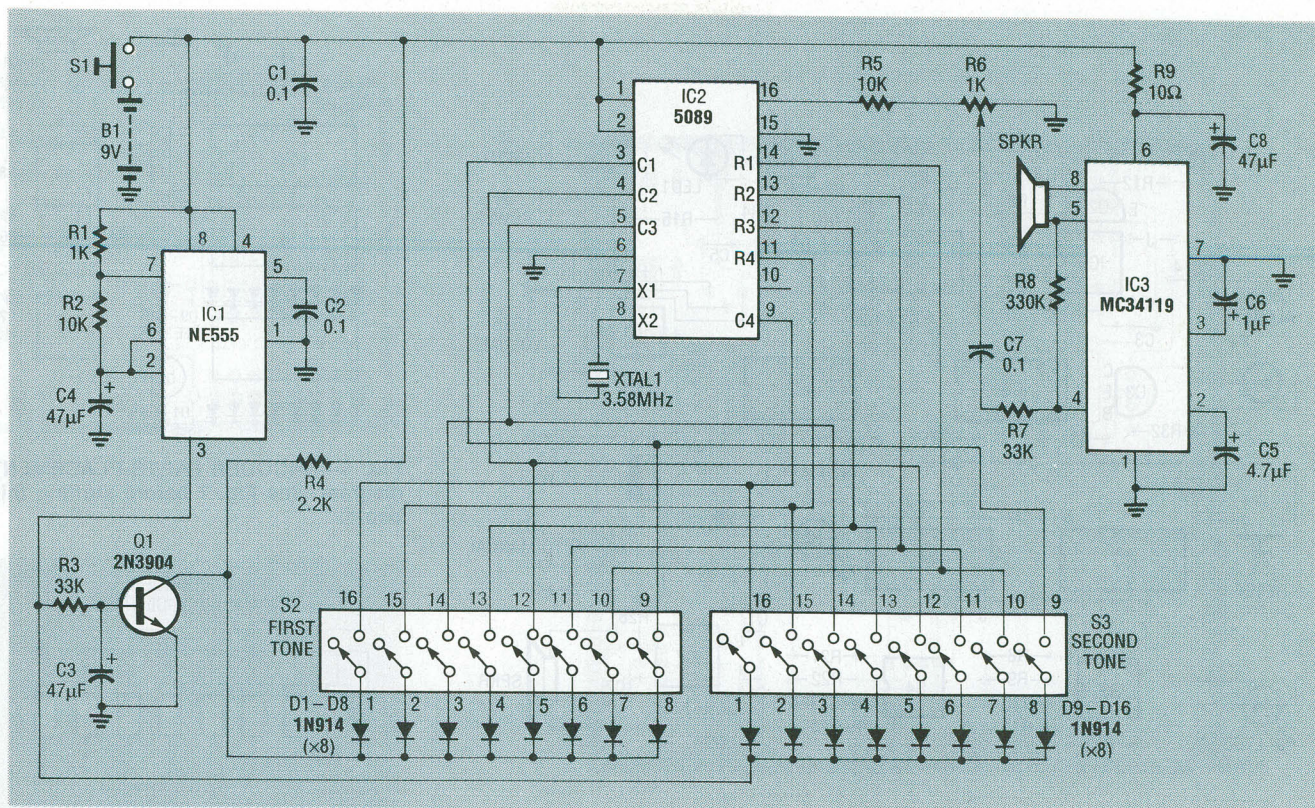 S1
B1
9V
C1
0.1
R1
1K
R2
10K
C4
+
47µF
8
4
7
5
6
1
2
3
IC1
NE555
C2
0.1
R4
2.2K
Q1
2N3904
R3
33K
C3
+
47µF
IC2
5089
1
2
3
4
5
6
7
8
C1
C2
C3
X1
X2
16
15
14
13
12
11
10
9
R1
R2
R3
R4
C4
XTAL1
3.58MHz
R5
10K
R6
1K
R9
10Ω
+
C8
47µF
SPKR
8
5
6
7
3
4
2
1
IC3
MC34119
R8
330K
C7
0.1
R7
33K
C6
+
1µF
+
C5
4.7µF
S2
FIRST
TONE
16 15 14 13 12 11 10 9
1 2 3 4 5 6 7 8
D1–D8
1N914
(×8)
16 15 14 13 12 11 10 9
S3
SECOND
TONE
1 2 3 4 5 6 7 8
D9–D16
1N914
(×8)